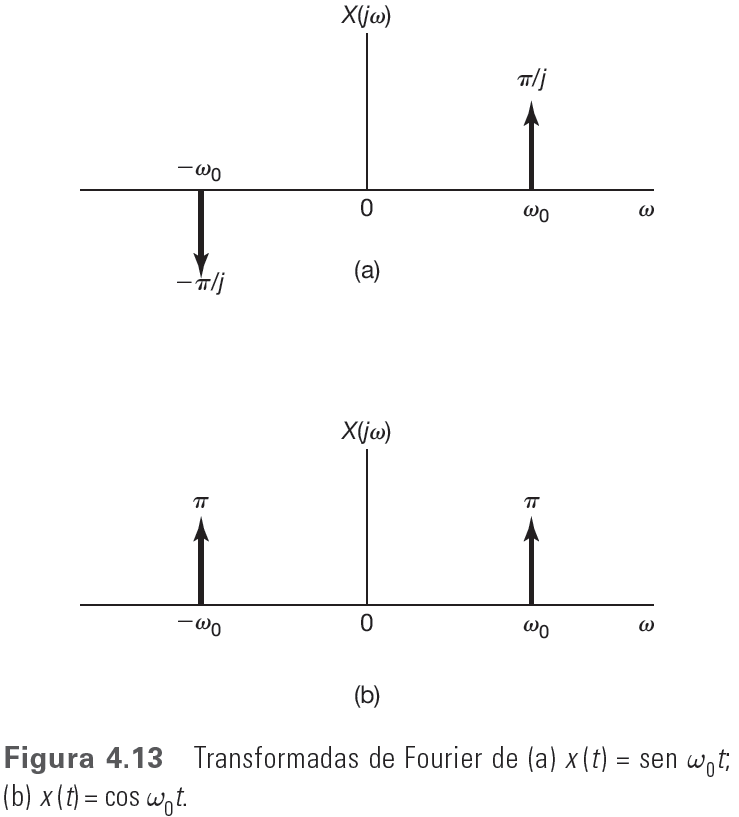 X(jω)
π/j
−ω₀
0
ω₀
ω
−π/j
(a)
X(jω)
π
π
−ω₀
0
ω₀
ω
(b)
Figura 4.13 Transformadas de Fourier de (a) x(t) = sen ω₀t;
(b) x(t) = cos ω₀t.